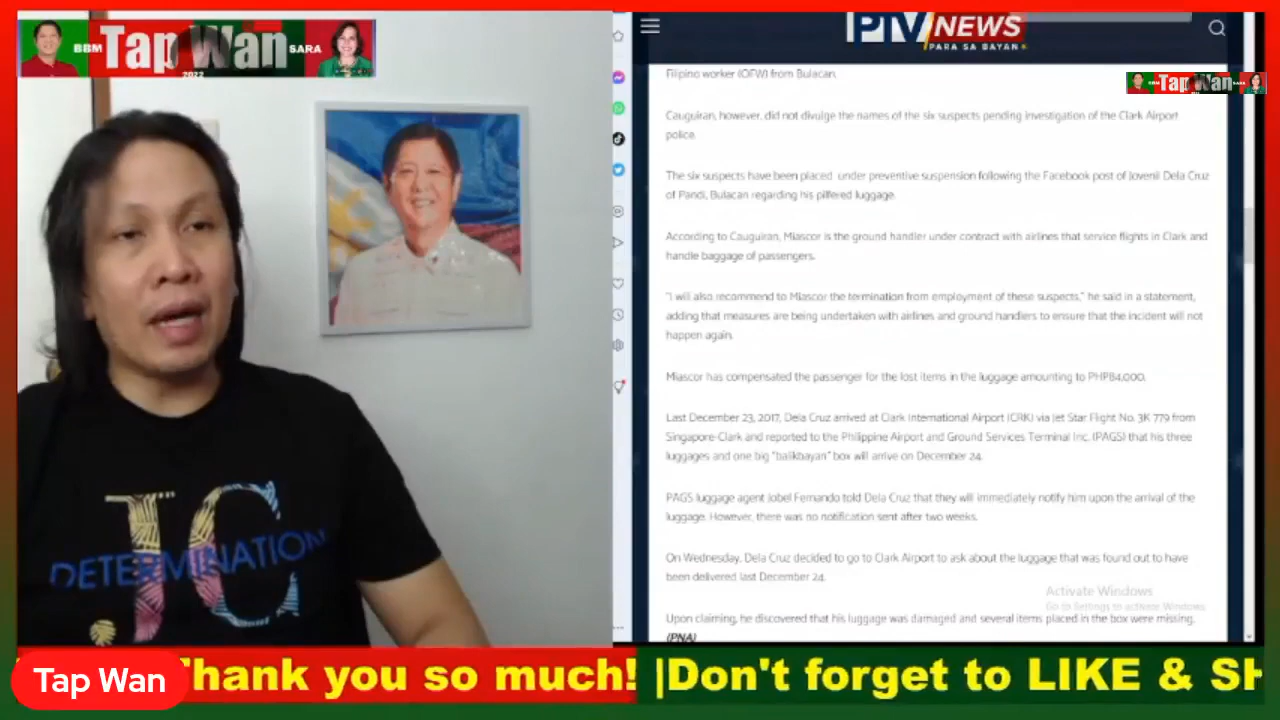 BBM Tap Wan SARA
2022
PTV NEWS
PARA SA BAYAN
Filipino worker (OFW) from Bulacan.
Tap Wan
Cauguiran, however, did not divulge the names of the six suspects pending investigation of the Clark Airport
police.
The six suspects have been placed under preventive suspension following the Facebook post of Jovenil Dela Cruz
of Pandi, Bulacan regarding his pilfered luggage.
According to Cauguiran, Miascor is the ground handler under contract with airlines that service flights in Clark and
handle baggage of passengers.
"I will also recommend to Miascor the termination from employment of these suspects," he said in a statement,
adding that measures are being undertaken with airlines and ground handlers to ensure that the incident will not
happen again.
Miascor has compensated the passenger for the lost items in the luggage amounting to PHP84,000.
Last December 23, 2017, Dela Cruz arrived at Clark International Airport (CRK) via Jet Star Flight No. 3K 779 from
Singapore-Clark and reported to the Philippine Airport and Ground Services Terminal Inc. (PAGS) that his three
luggages and one big "balikbayan" box will arrive on December 24.
PAGS luggage agent Jobel Fernando told Dela Cruz that they will immediately notify him upon the arrival of the
luggage. However, there was no notification sent after two weeks.
On Wednesday, Dela Cruz decided to go to Clark Airport to ask about the luggage that was found out to have
been delivered last December 24.
Activate Windows
Go to Settings to activate Windows.
Upon claiming, he discovered that his luggage was damaged and several items placed in the box were missing.
(PNA)
JC
DETERMINATION
Tap Wan
Thank you so much! |Don't forget to LIKE & SH